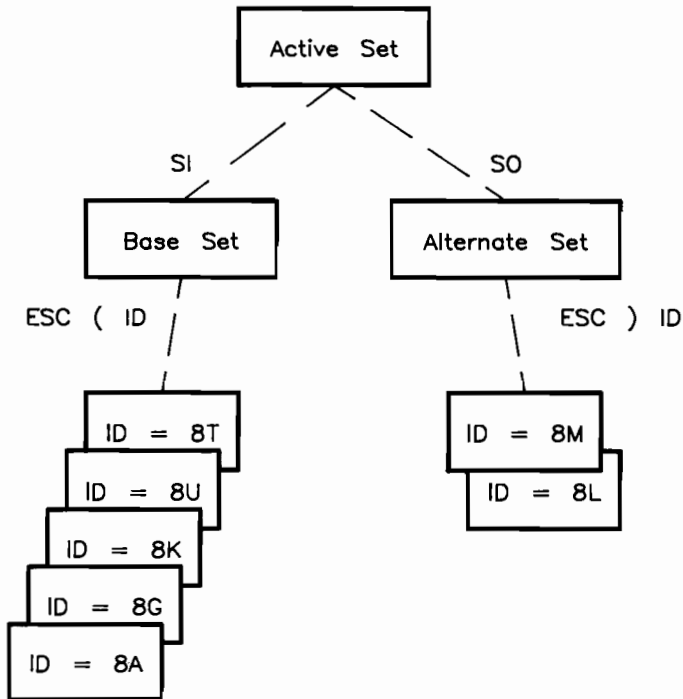 Active Set
SI
SO
Base Set
Alternate Set
ESC ( ID
ESC ) ID
ID = 8T
ID = 8M
ID = 8U
ID = 8L
ID = 8K
ID = 8G
ID = 8A